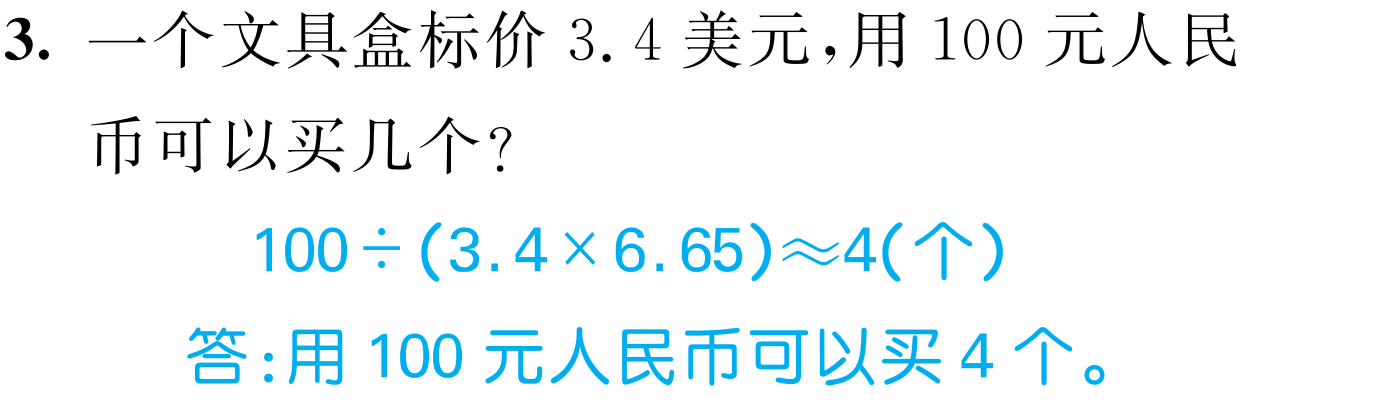 3. 一个文具盒标价 3.4 美元,用 100 元人民
币可以买几个?
100÷(3.4×6.65)≈4(个)
答:用 100 元人民币可以买 4 个。